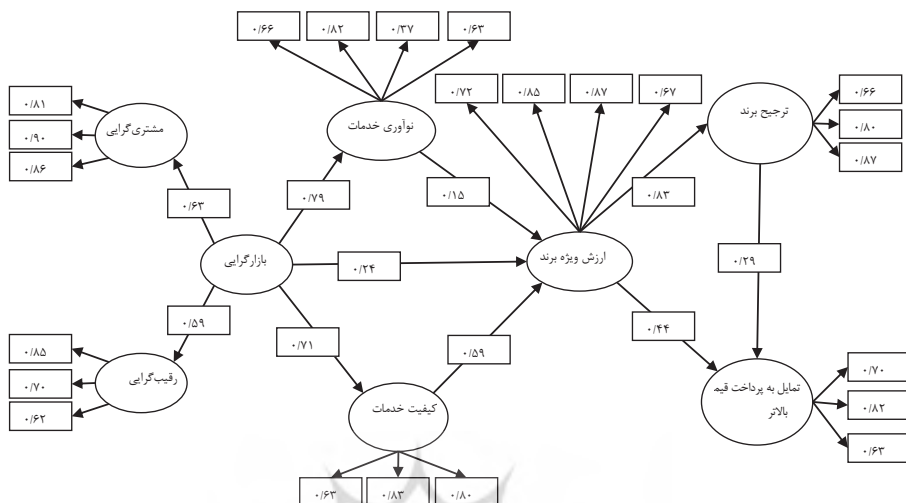 ۰/۶۶ ۰/۸۲ ۰/۳۷ ۰/۶۳
۰/۷۲ ۰/۸۵ ۰/۸۷ ۰/۶۷
نوآوری خدمات
ترجیح برند
۰/۶۶
۰/۸۰
۰/۸۷
۰/۸۱
۰/۹۰
۰/۸۶
مشتری‌گرایی
۰/۶۳
۰/۷۹
۰/۱۵
۰/۸۳
بازارگرایی
۰/۲۴
ارزش ویژه برند
۰/۲۹
۰/۵۹
۰/۷۱
۰/۵۹
۰/۴۴
۰/۸۵
۰/۷۰
۰/۶۲
رقیب‌گرایی
کیفیت خدمات
تمایل به پرداخت قیم
بالاتر
۰/۷۰
۰/۸۲
۰/۶۳
۰/۶۳ ۰/۸۳ ۰/۸۰